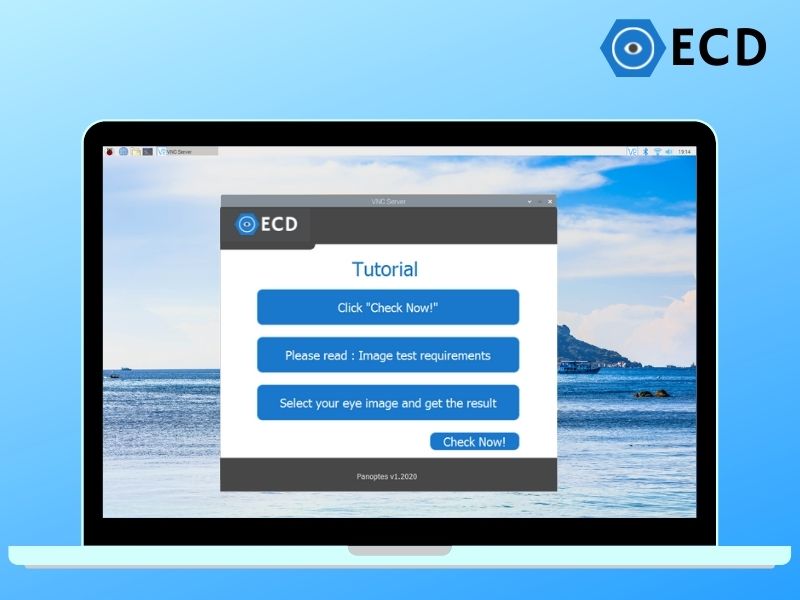 ECD
VNC Server
19:14
VNC Server
ECD
Tutorial
Click "Check Now!"
Please read : Image test requirements
Select your eye image and get the result
Check Now!
Panoptes v1.2020